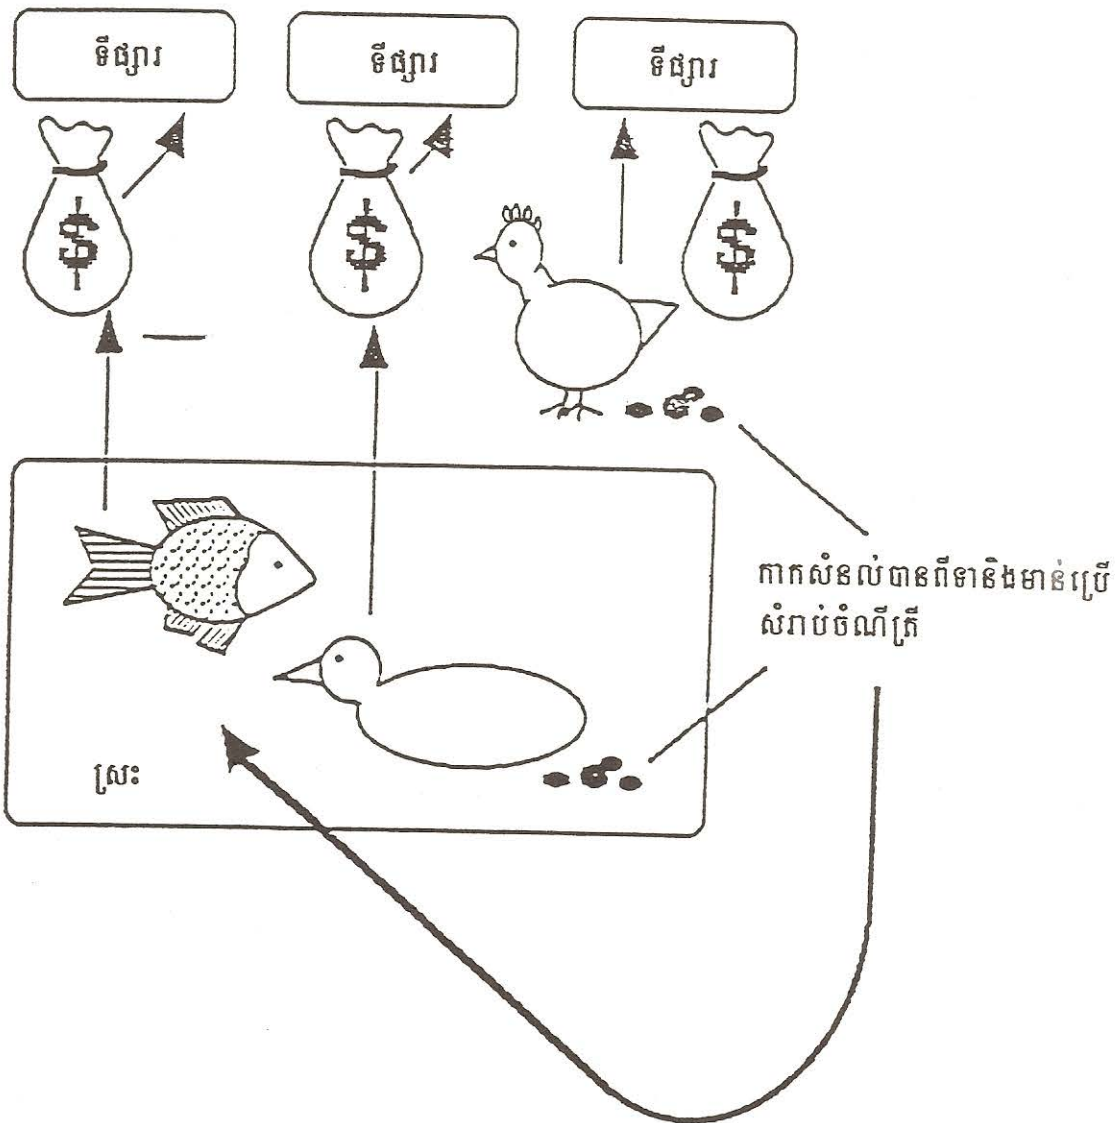 ទីផ្សារ
ទីផ្សារ
ទីផ្សារ
$
$
$
កាកសំនល់បានពីទានិងមាន់ប្រើ
សំរាប់ចំណីត្រី
ស្រះ